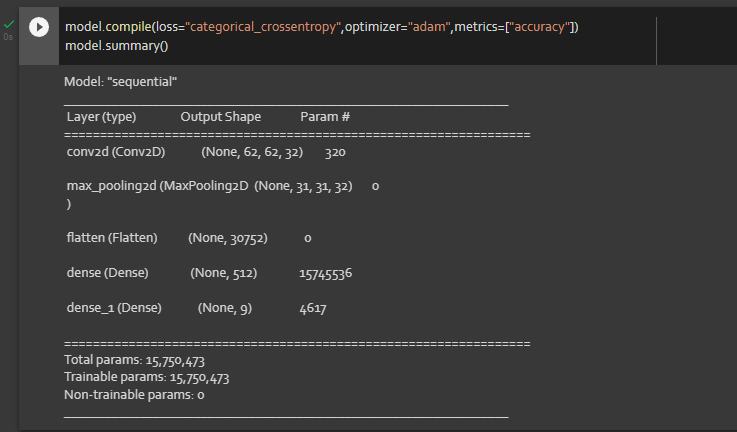 model.compile(loss="categorical_crossentropy",optimizer="adam",metrics=["accuracy"])
model.summary()
0s
Model: "sequential"
_________________________________________________________________
Layer (type) Output Shape Param #
=================================================================
conv2d (Conv2D) (None, 62, 62, 32) 320
max_pooling2d (MaxPooling2D (None, 31, 31, 32) 0
)
flatten (Flatten) (None, 30752) 0
dense (Dense) (None, 512) 15745536
dense_1 (Dense) (None, 9) 4617
=================================================================
Total params: 15,750,473
Trainable params: 15,750,473
Non-trainable params: 0
_________________________________________________________________